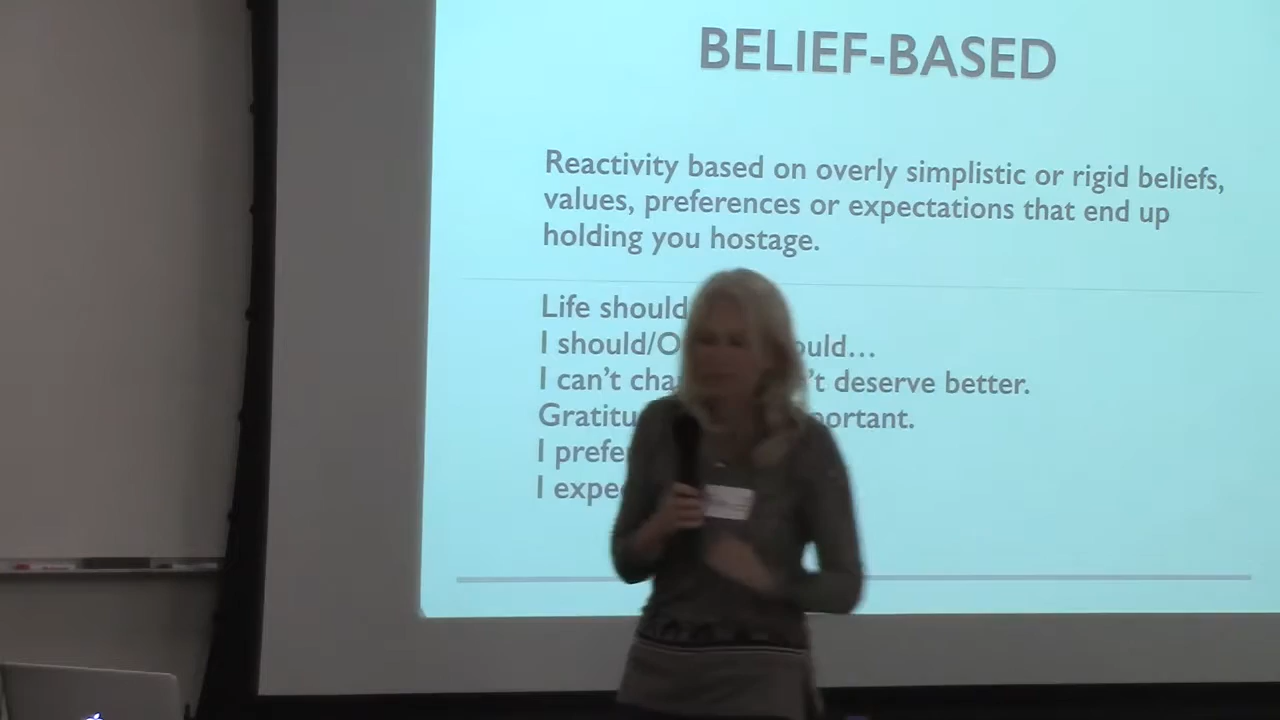 BELIEF-BASED
Reactivity based on overly simplistic or rigid beliefs,
values, preferences or expectations that end up
holding you hostage.
Life should
I should/O ould…
I can't cha 't deserve better.
Gratitu portant.
I prefe
I expe